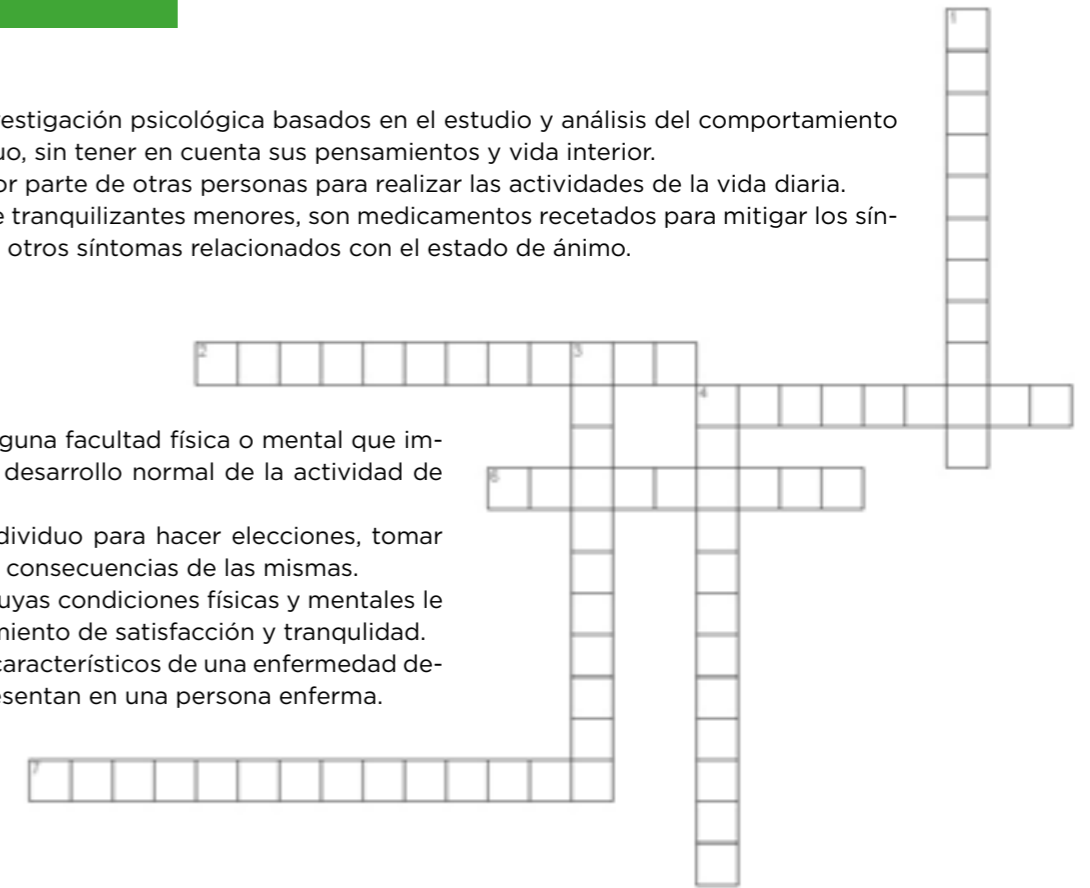 1
estigación psicológica basados en el estudio y análisis del comportamiento
uo, sin tener en cuenta sus pensamientos y vida interior.
or parte de otras personas para realizar las actividades de la vida diaria.
e tranquilizantes menores, son medicamentos recetados para mitigar los sín-
otros síntomas relacionados con el estado de ánimo.
2
3
4
guna facultad física o mental que im-
desarrollo normal de la actividad de
6
dividuo para hacer elecciones, tomar
consecuencias de las mismas.
uyas condiciones físicas y mentales le
miento de satisfacción y tranqulidad.
característicos de una enfermedad de-
esentan en una persona enferma.
7